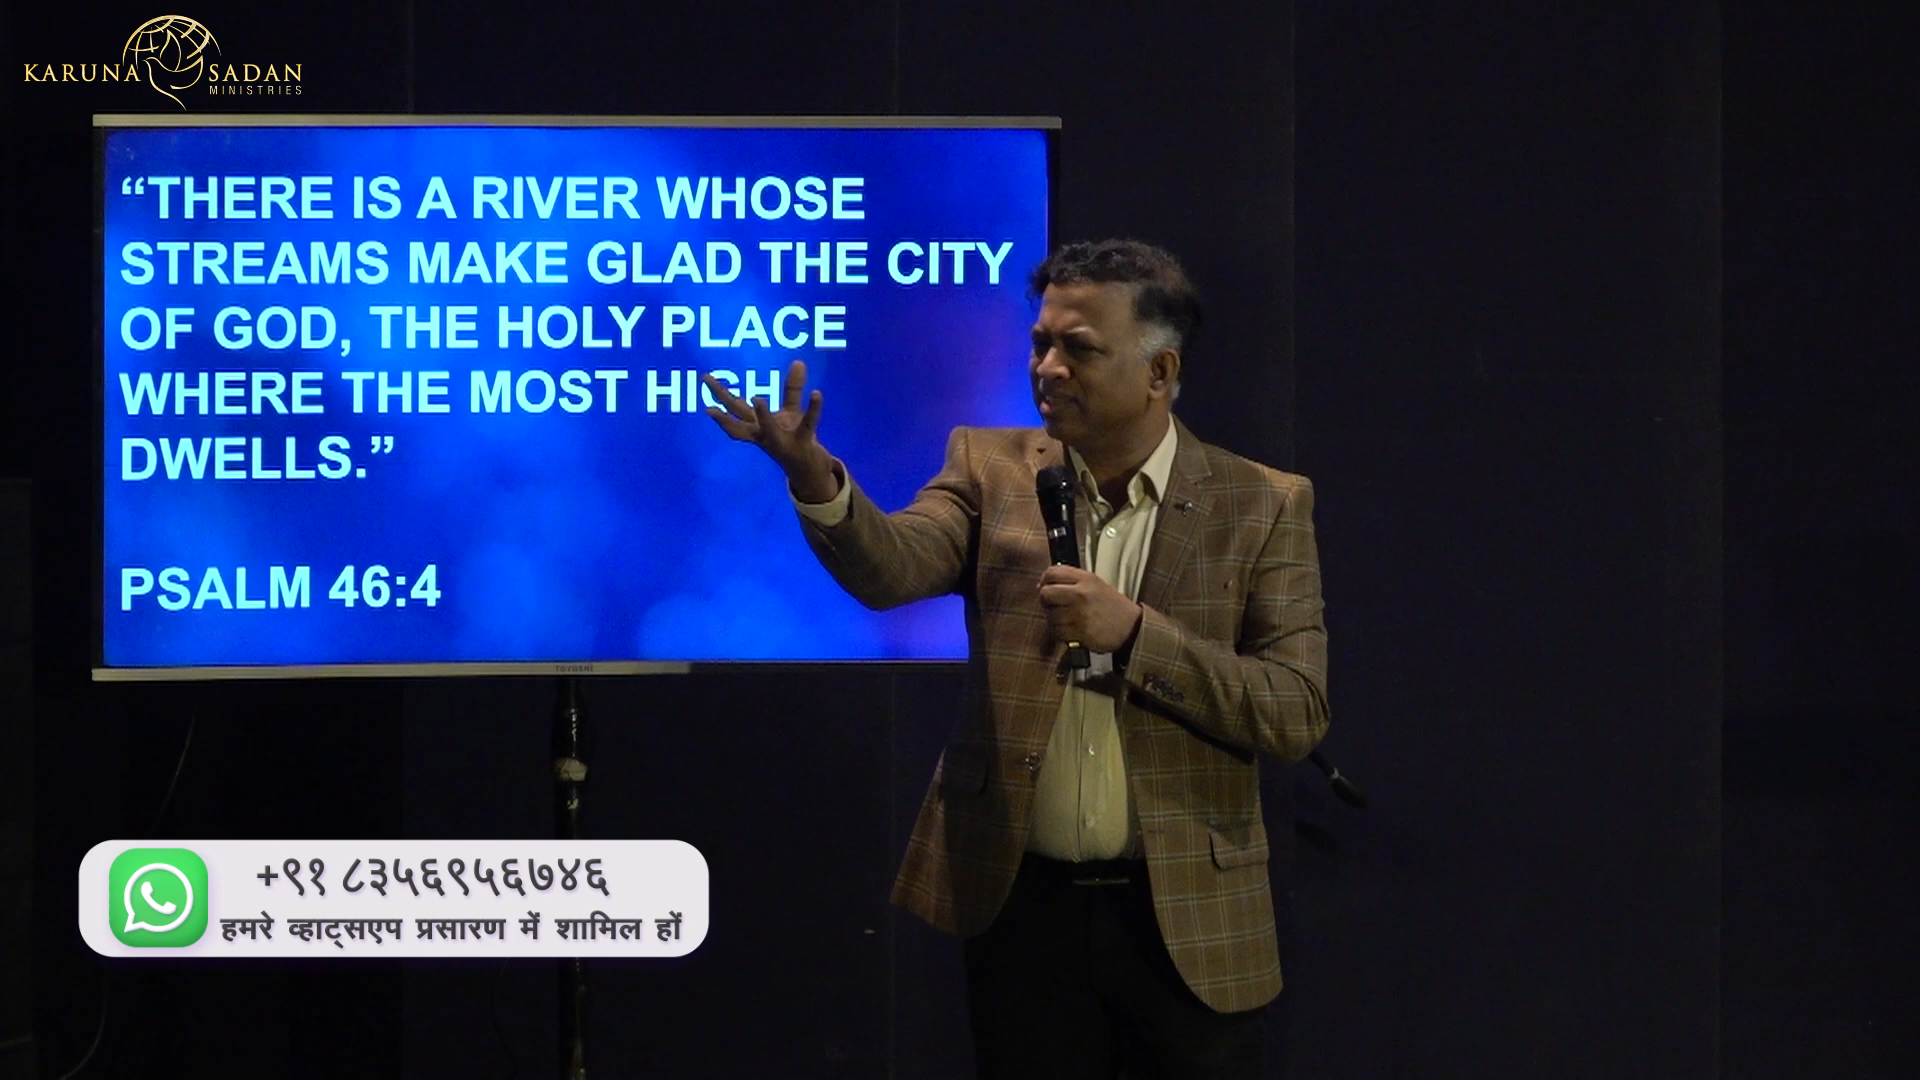 KARUNA SADAN
MINISTRIES
“THERE IS A RIVER WHOSE
STREAMS MAKE GLAD THE CITY
OF GOD, THE HOLY PLACE
WHERE THE MOST HIGH
DWELLS.”
PSALM 46:4
+९१ ८३५६९५६७४६
हमरे व्हाट्सएप प्रसारण में शामिल हों